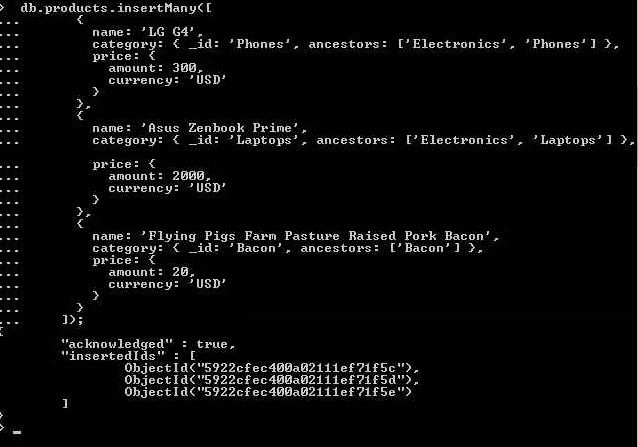 > db.products.insertMany([
... {
... name: 'LG G4',
... category: { _id: 'Phones', ancestors: ['Electronics', 'Phones'] },
... price: {
... amount: 300,
... currency: 'USD'
... }
... },
... {
... name: 'Asus Zenbook Prime',
... category: { _id: 'Laptops', ancestors: ['Electronics', 'Laptops'] },
... price: {
... amount: 2000,
... currency: 'USD'
... }
... },
... {
... name: 'Flying Pigs Farm Pasture Raised Pork Bacon',
... category: { _id: 'Bacon', ancestors: ['Bacon'] },
... price: {
... amount: 20,
... currency: 'USD'
... }
... }
... ]);
{
"acknowledged" : true,
"insertedIds" : [
ObjectId("5922cfec400a02111ef71f5c"),
ObjectId("5922cfec400a02111ef71f5d"),
ObjectId("5922cfec400a02111ef71f5e")
]
}
> _